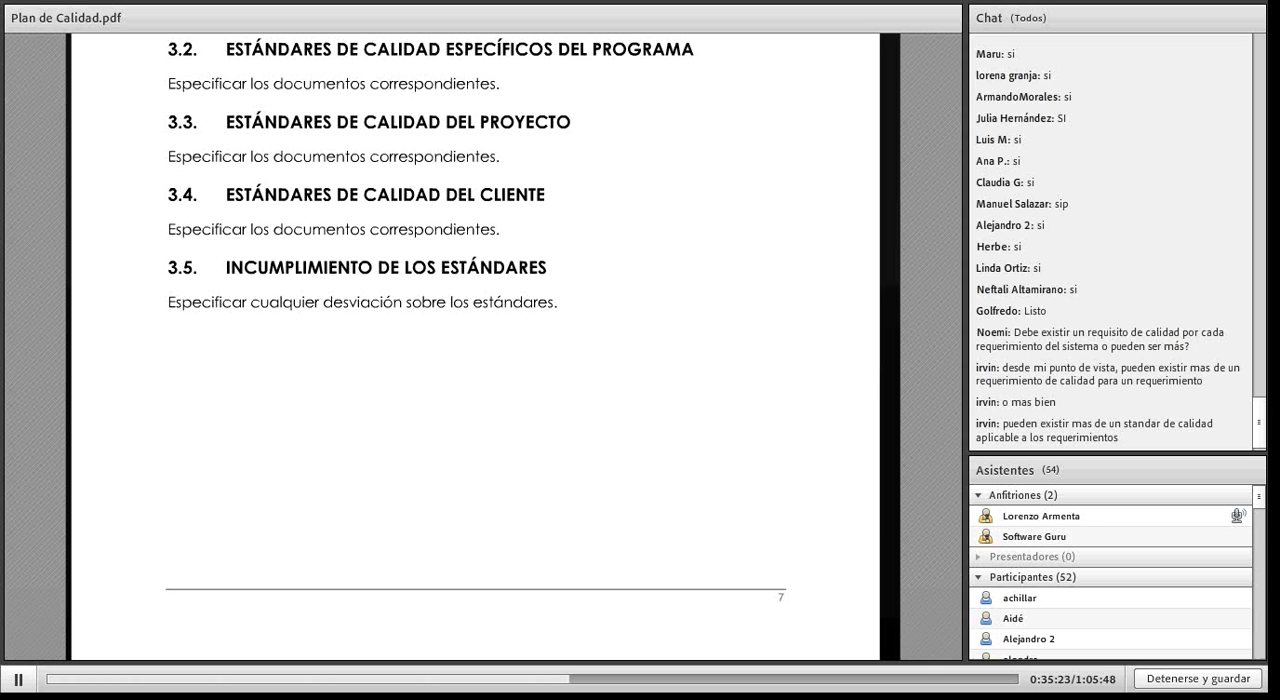 Plan de Calidad.pdf
3.2. ESTÁNDARES DE CALIDAD ESPECÍFICOS DEL PROGRAMA
Especificar los documentos correspondientes.
3.3. ESTÁNDARES DE CALIDAD DEL PROYECTO
Especificar los documentos correspondientes.
3.4. ESTÁNDARES DE CALIDAD DEL CLIENTE
Especificar los documentos correspondientes.
3.5. INCUMPLIMIENTO DE LOS ESTÁNDARES
Especificar cualquier desviación sobre los estándares.
7
Chat (Todos)
Maru: si
lorena granja: si
ArmandoMorales: si
Julia Hernández: SI
Luis M: si
Ana P.: si
Claudia G: si
Manuel Salazar: sip
Alejandro 2: si
Herbe: si
Linda Ortiz: si
Neftali Altamirano: si
Golfredo: Listo
Noemi: Debe existir un requisito de calidad por cada
requerimiento del sistema o pueden ser más?
irvin: desde mi punto de vista, pueden existir mas de un
requerimiento de calidad para un requerimiento
irvin: o mas bien
irvin: pueden existir mas de un standar de calidad
aplicable a los requerimientos
Asistentes (54)
Anfitriones (2)
Lorenzo Armenta
Software Guru
Presentadores (0)
Participantes (52)
achillar
Aidé
Alejandro 2
0:35:23/1:05:48
Detenerse y guardar